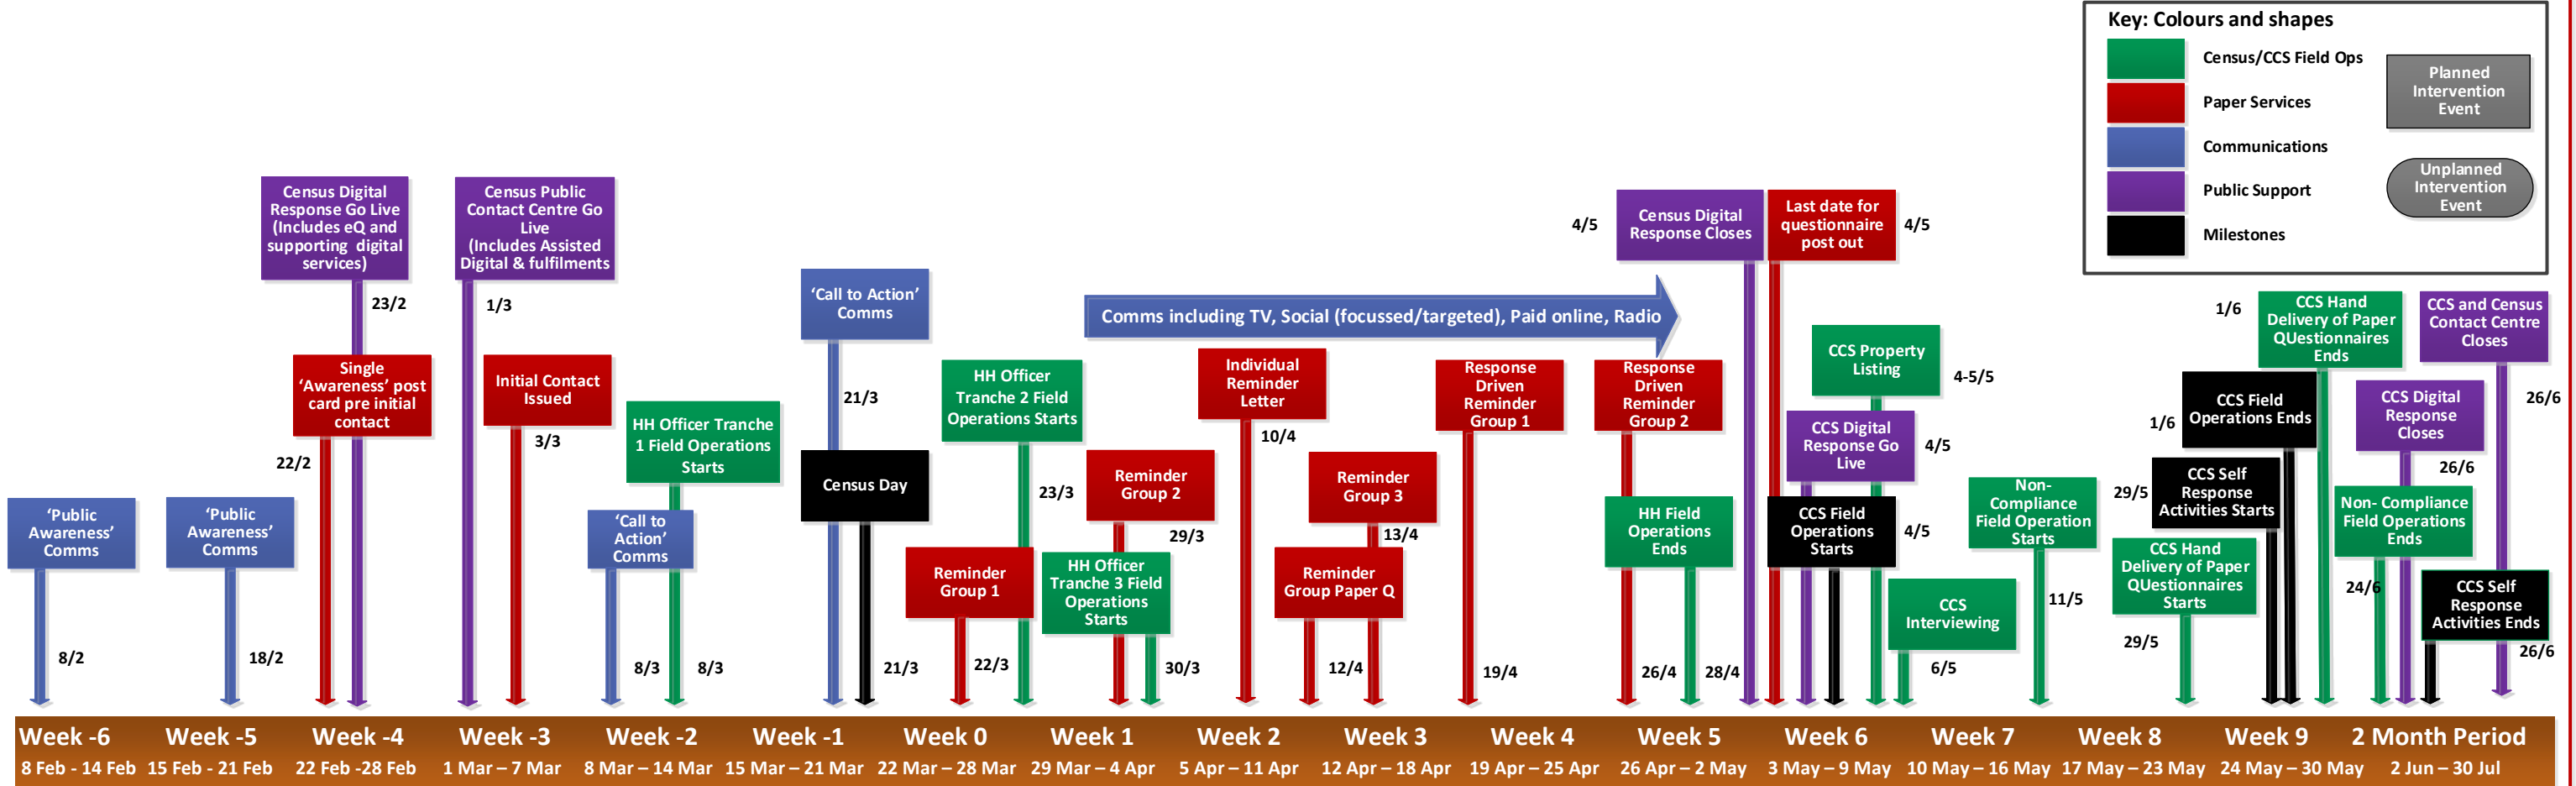 Key: Colours and shapes
Census/CCS Field Ops
Paper Services
Communications
Public Support
Milestones
Planned
Intervention
Event
Unplanned
Intervention
Event
‘Public
Awareness’
Comms
8/2
‘Public
Awareness’
Comms
18/2
Census Digital
Response Go Live
(Includes eQ and
supporting digital
services)
23/2
Single
‘Awareness’ post
card pre initial
contact
22/2
Census Public
Contact Centre Go
Live
(Includes Assisted
Digital & fulfilments
1/3
Initial Contact
Issued
3/3
HH Officer Tranche
1 Field Operations
Starts
8/3
‘Call to
Action’
Comms
8/3
‘Call to Action’
Comms
21/3
Census Day
21/3
HH Officer
Tranche 2 Field
Operations Starts
23/3
Reminder
Group 1
22/3
Comms including TV, Social (focussed/targeted), Paid online, Radio
Reminder
Group 2
29/3
HH Officer
Tranche 3 Field
Operations
Starts
30/3
Individual
Reminder
Letter
10/4
Reminder
Group 3
13/4
Reminder
Group Paper Q
12/4
Response
Driven
Reminder
Group 1
19/4
Response
Driven
Reminder
Group 2
26/4
HH Field
Operations
Ends
28/4
4/5
Census Digital
Response Closes
Last date for
questionnaire
post out
4/5
CCS Property
Listing
4-5/5
CCS Digital
Response Go
Live
4/5
CCS Field
Operations
Starts
4/5
CCS
Interviewing
6/5
Non-
Compliance
Field Operation
Starts
11/5
1/6
CCS Hand
Delivery of Paper
QUestionnaires
Ends
CCS Field
Operations Ends
1/6
CCS Self
Response
Activities Starts
29/5
CCS Hand
Delivery of Paper
QUestionnaires
Starts
29/5
CCS and Census
Contact Centre
Closes
26/6
CCS Digital
Response
Closes
26/6
Non- Compliance
Field Operations
Ends
24/6
CCS Self
Response
Activities Ends
26/6
Week -6
8 Feb - 14 Feb
Week -5
15 Feb - 21 Feb
Week -4
22 Feb -28 Feb
Week -3
1 Mar – 7 Mar
Week -2
8 Mar – 14 Mar
Week -1
15 Mar – 21 Mar
Week 0
22 Mar – 28 Mar
Week 1
29 Mar – 4 Apr
Week 2
5 Apr – 11 Apr
Week 3
12 Apr – 18 Apr
Week 4
19 Apr – 25 Apr
Week 5
26 Apr – 2 May
Week 6
3 May – 9 May
Week 7
10 May – 16 May
Week 8
17 May – 23 May
Week 9
24 May – 30 May
2 Month Period
2 Jun – 30 Jul